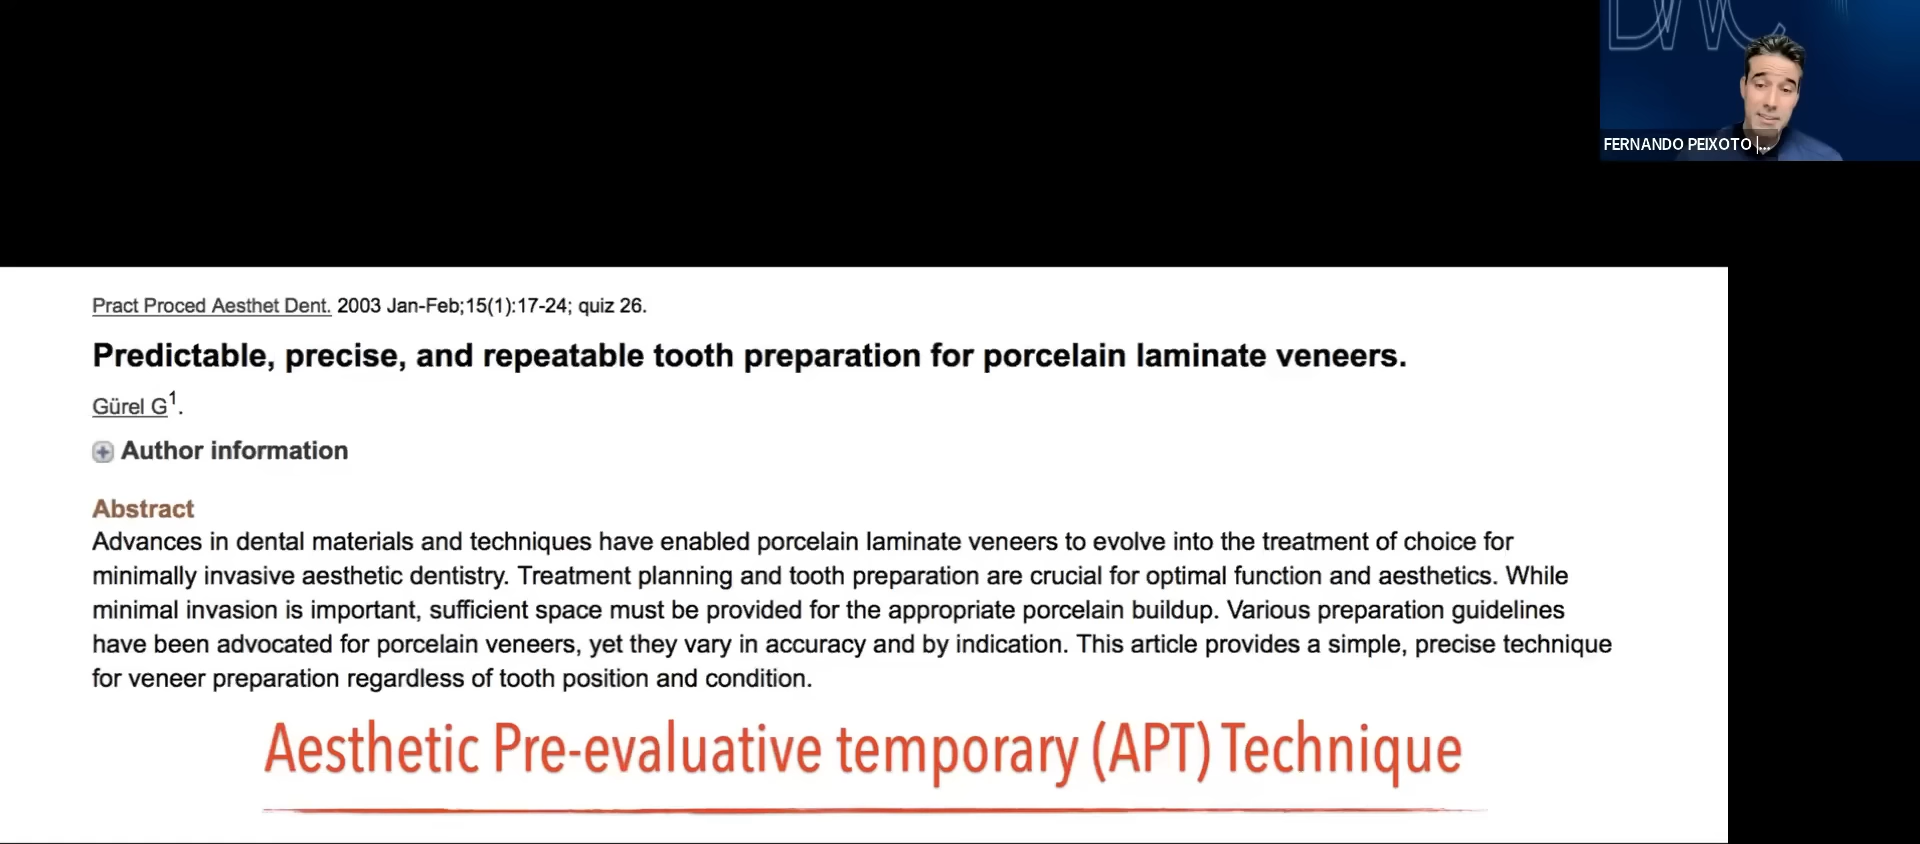 DWC
FERNANDO PEIXOTO |...
Pract Proced Aesthet Dent. 2003 Jan-Feb;15(1):17-24; quiz 26.
Predictable, precise, and repeatable tooth preparation for porcelain laminate veneers.
Gürel G1.
Author information
Abstract
Advances in dental materials and techniques have enabled porcelain laminate veneers to evolve into the treatment of choice for
minimally invasive aesthetic dentistry. Treatment planning and tooth preparation are crucial for optimal function and aesthetics. While
minimal invasion is important, sufficient space must be provided for the appropriate porcelain buildup. Various preparation guidelines
have been advocated for porcelain veneers, yet they vary in accuracy and by indication. This article provides a simple, precise technique
for veneer preparation regardless of tooth position and condition.
Aesthetic Pre-evaluative temporary (APT) Technique